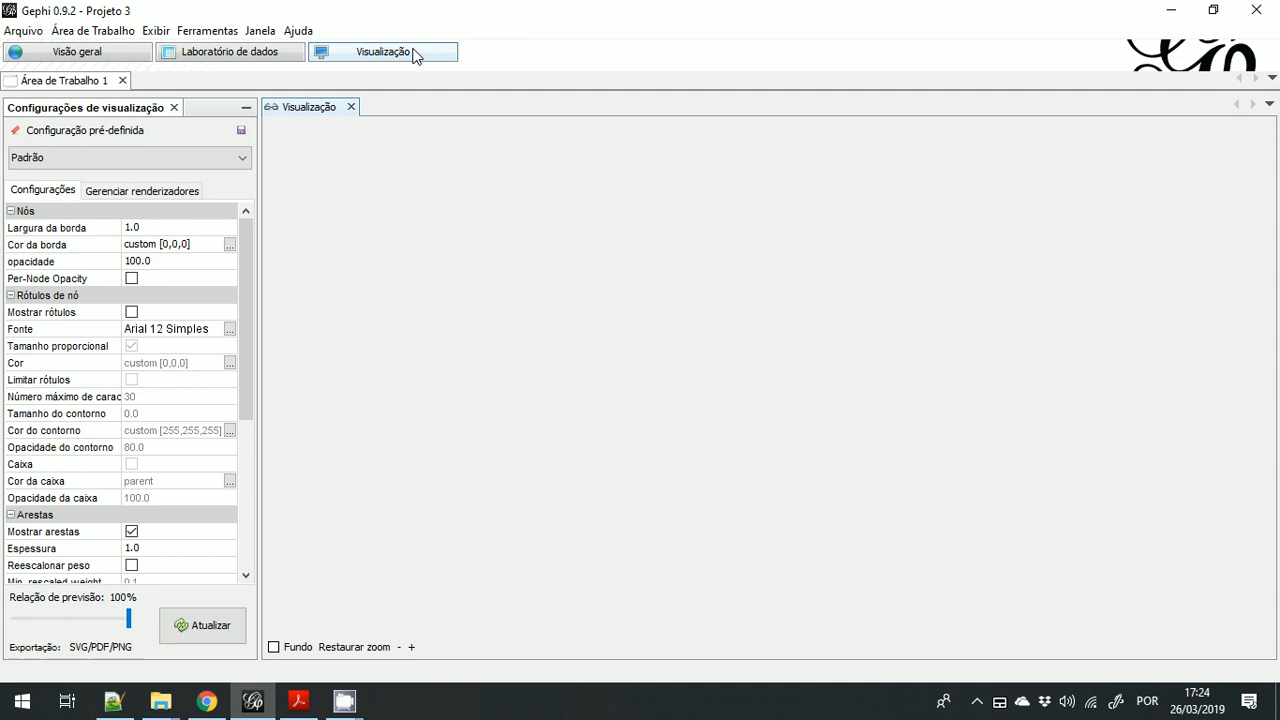 Gephi 0.9.2 - Projeto 3
Arquivo Área de Trabalho Exibir Ferramentas Janela Ajuda
Visão geral Laboratório de dados Visualização
Área de Trabalho 1
Configurações de visualização
Visualização
Configuração pré-definida
Padrão
Configurações Gerenciar renderizadores
Nós
Largura da borda 1.0
Cor da borda custom [0,0,0] ...
opacidade 100.0
Per-Node Opacity
Rótulos de nó
Mostrar rótulos
Fonte Arial 12 Simples ...
Tamanho proporcional
Cor custom [0,0,0] ...
Limitar rótulos
Número máximo de carac 30
Tamanho do contorno 0.0
Cor do contorno custom [255,255,255] ...
Opacidade do contorno 80.0
Caixa
Cor da caixa parent ...
Opacidade da caixa 100.0
Arestas
Mostrar arestas
Espessura 1.0
Reescalonar peso
Min. rescaled weight 0.1
Relação de previsão: 100%
Atualizar
Exportação: SVG/PDF/PNG
Fundo Restaurar zoom - +
POR
17:24
26/03/2019